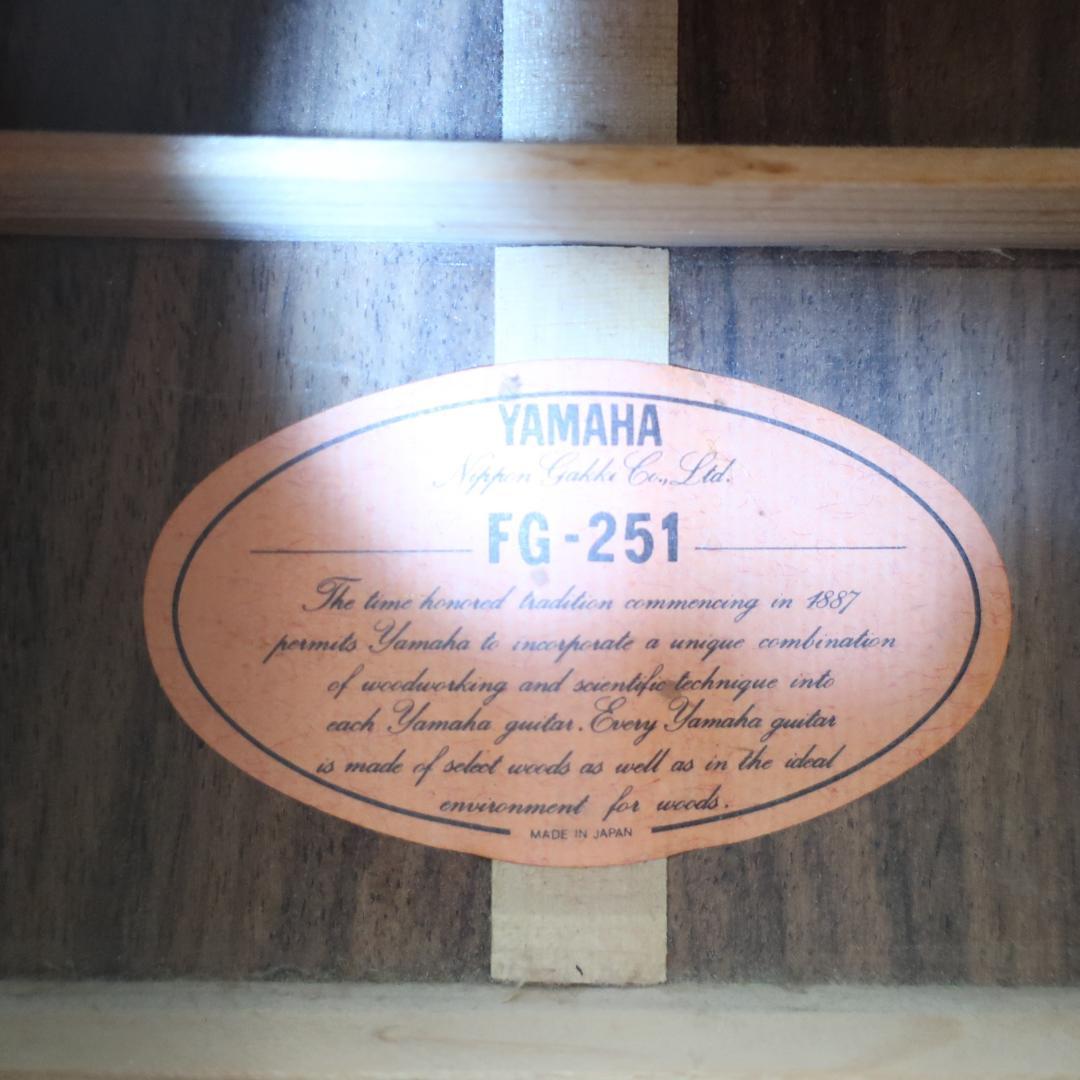 YAMAHA
Nippon Gakki Co., Ltd.
FG-251
The time honored tradition commencing in 1887
permits Yamaha to incorporate a unique combination
of woodworking and scientific technique into
each Yamaha guitar. Every Yamaha guitar
is made of select woods as well as in the ideal
environment for woods.
MADE IN JAPAN